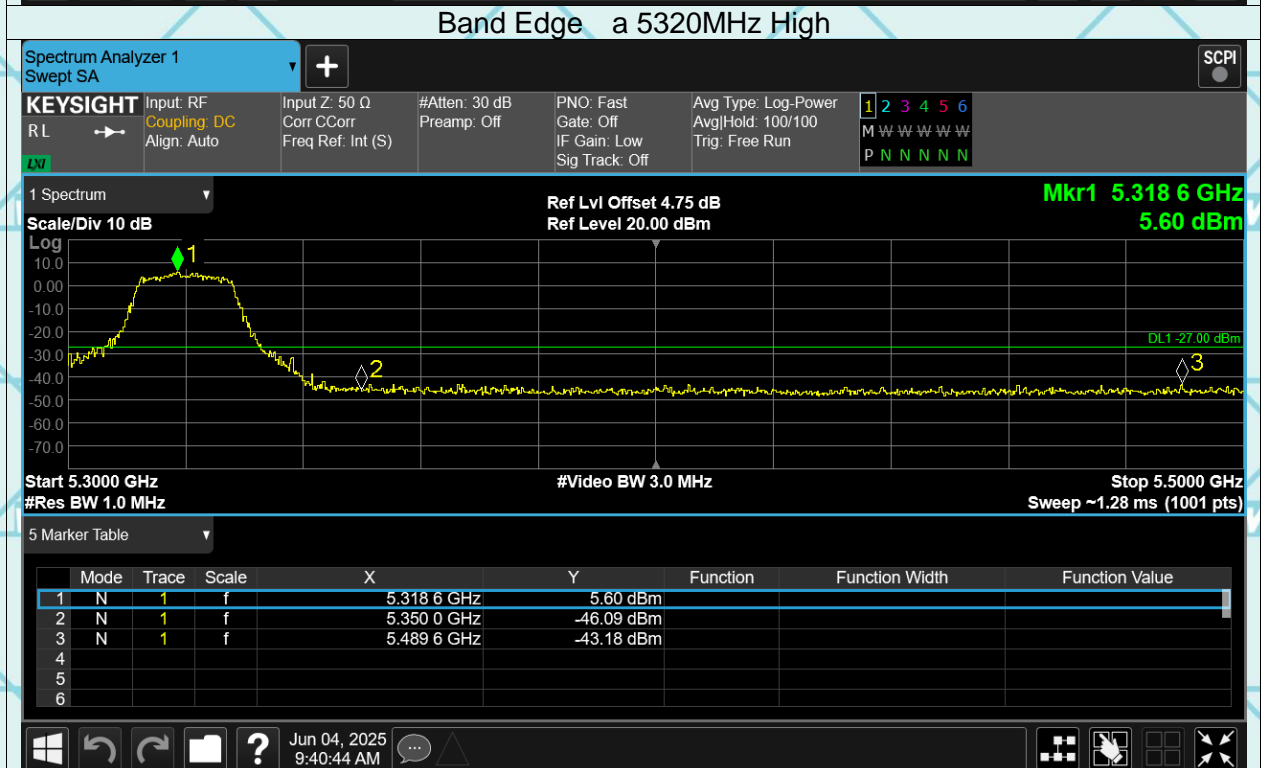 Band Edge a 5320MHz High
Spectrum Analyzer 1
Swept SA
SCPI
KEYSIGHT
R L
LXI
Input: RF
Coupling: DC
Align: Auto
Input Z: 50 Ω
Corr CCorr
Freq Ref: Int (S)
#Atten: 30 dB
Preamp: Off
PNO: Fast
Gate: Off
IF Gain: Low
Sig Track: Off
Avg Type: Log-Power
Avg|Hold: 100/100
Trig: Free Run
1 2 3 4 5 6
M W W W W W
P N N N N N
1 Spectrum
Scale/Div 10 dB
Ref Lvl Offset 4.75 dB
Ref Level 20.00 dBm
Mkr1 5.318 6 GHz
5.60 dBm
Log
10.0
0.00
-10.0
-20.0
-30.0
-40.0
-50.0
-60.0
-70.0
1
2
3
DL1 -27.00 dBm
Start 5.3000 GHz
#Res BW 1.0 MHz
#Video BW 3.0 MHz
Stop 5.5000 GHz
Sweep ~1.28 ms (1001 pts)
5 Marker Table
Mode Trace Scale X Y Function Function Width Function Value
1 N 1 f 5.318 6 GHz 5.60 dBm
2 N 1 f 5.350 0 GHz -46.09 dBm
3 N 1 f 5.489 6 GHz -43.18 dBm
4
5
6
Jun 04, 2025
9:40:44 AM